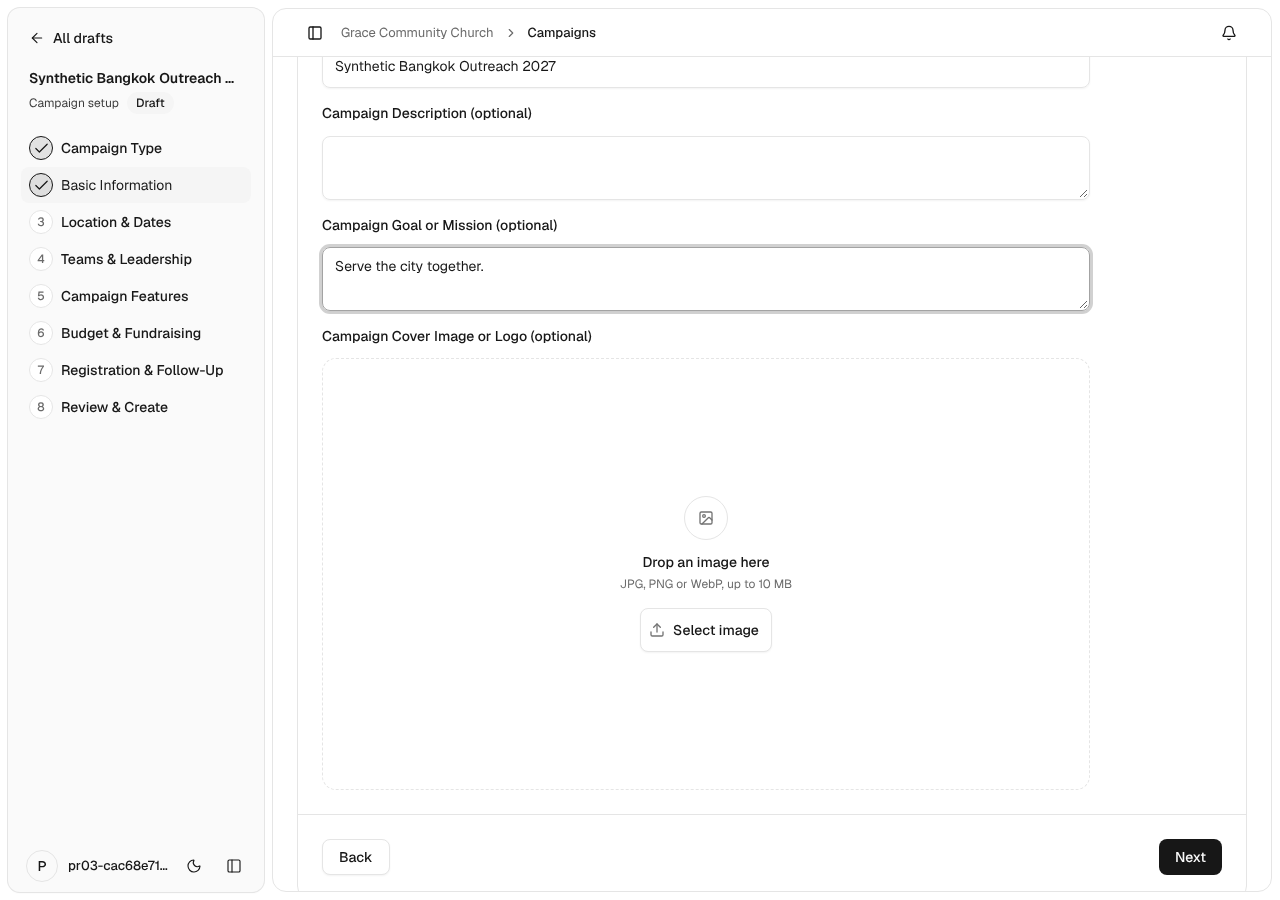 All drafts
Synthetic Bangkok Outreach ...
Campaign setup Draft
Campaign Type
Basic Information
3 Location & Dates
4 Teams & Leadership
5 Campaign Features
6 Budget & Fundraising
7 Registration & Follow-Up
8 Review & Create
P pr03-cac68e71...
Grace Community Church > Campaigns
Synthetic Bangkok Outreach 2027
Campaign Description (optional)
Campaign Goal or Mission (optional)
Serve the city together.
Campaign Cover Image or Logo (optional)
Drop an image here
JPG, PNG or WebP, up to 10 MB
Select image
Back
Next